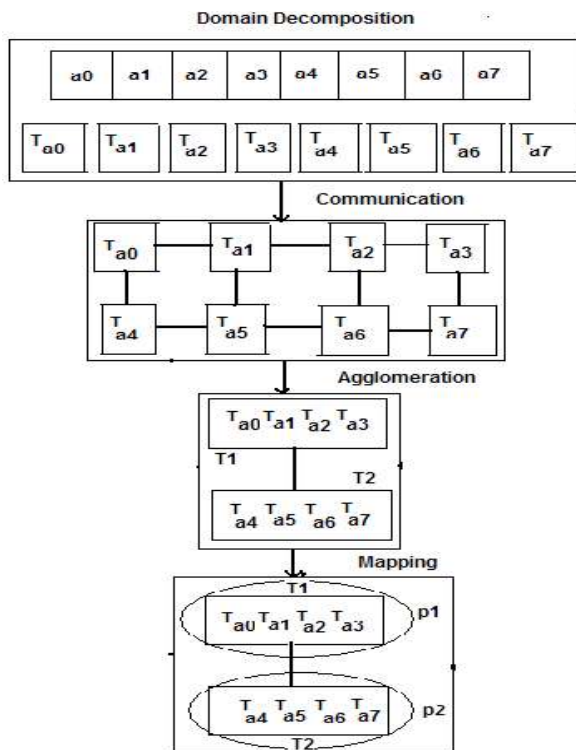 Domain Decomposition
a0 a1 a2 a3 a4 a5 a6 a7
Ta0 Ta1 Ta2 Ta3 Ta4 Ta5 Ta6 Ta7
Communication
Ta0 Ta1 Ta2 Ta3
Ta4 Ta5 Ta6 Ta7
Agglomeration
Ta0 Ta1 Ta2 Ta3
T1
T2
Ta4 Ta5 Ta6 Ta7
Mapping
T1
Ta0 Ta1 Ta2 Ta3
p1
Ta4 Ta5 Ta6 Ta7
p2
T2